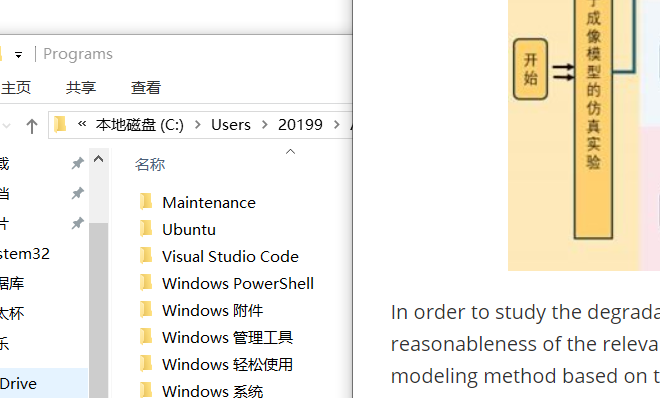 Programs
主页 共享 查看
« 本地磁盘 (C:) › Users › 20199 ›
名称
Maintenance
Ubuntu
Visual Studio Code
Windows PowerShell
Windows 附件
Windows 管理工具
Windows 轻松使用
Windows 系统
载
档
片
stem32
据库
太杯
乐
Drive
开始
成像模型的仿真实验
In order to study the
reasonableness of the
modeling method based on